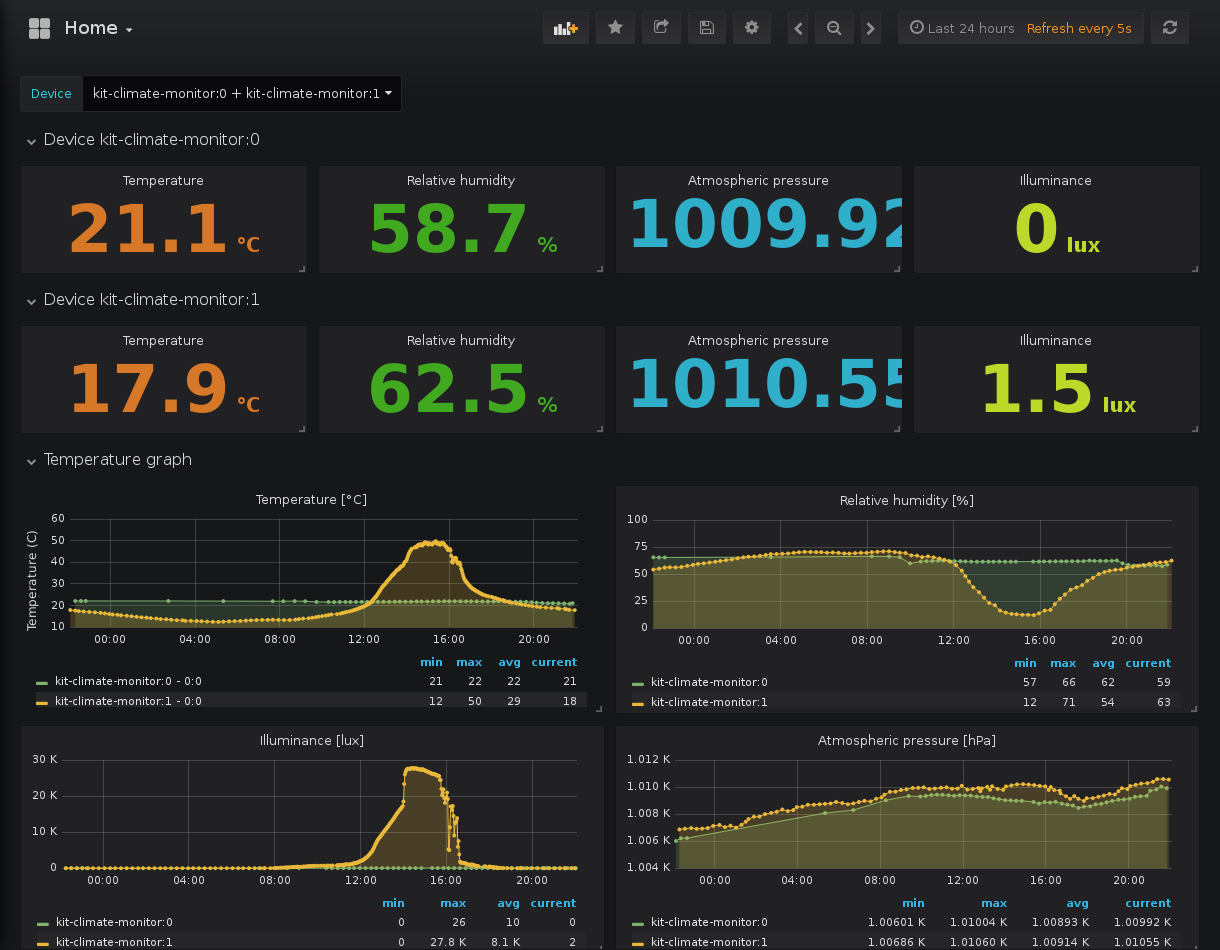 Home
Last 24 hours Refresh every 5s
Device kit-climate-monitor:0 + kit-climate-monitor:1
Device kit-climate-monitor:0
Temperature Relative humidity Atmospheric pressure Illuminance
21.1 °C 58.7 % 1009.92 0 lux
Device kit-climate-monitor:1
Temperature Relative humidity Atmospheric pressure Illuminance
17.9 °C 62.5 % 1010.55 1.5 lux
Temperature graph
Temperature [°C]
Temperature (C)
60
50
40
30
20
10
00:00 04:00 08:00 12:00 16:00 20:00
min max avg current
kit-climate-monitor:0 - 0:0 21 22 22 21
kit-climate-monitor:1 - 0:0 12 50 29 18
Relative humidity [%]
100
75
50
25
0
00:00 04:00 08:00 12:00 16:00 20:00
min max avg current
kit-climate-monitor:0 57 66 62 59
kit-climate-monitor:1 12 71 54 63
Illuminance [lux]
30 K
20 K
10 K
0
00:00 04:00 08:00 12:00 16:00 20:00
min max avg current
kit-climate-monitor:0 0 26 10 0
kit-climate-monitor:1 0 27.8 K 8.1 K 2
Atmospheric pressure [hPa]
1.012 K
1.010 K
1.008 K
1.006 K
1.004 K
00:00 04:00 08:00 12:00 16:00 20:00
min max avg current
kit-climate-monitor:0 1.00601 K 1.01004 K 1.00893 K 1.00992 K
kit-climate-monitor:1 1.00686 K 1.01060 K 1.00914 K 1.01055 K